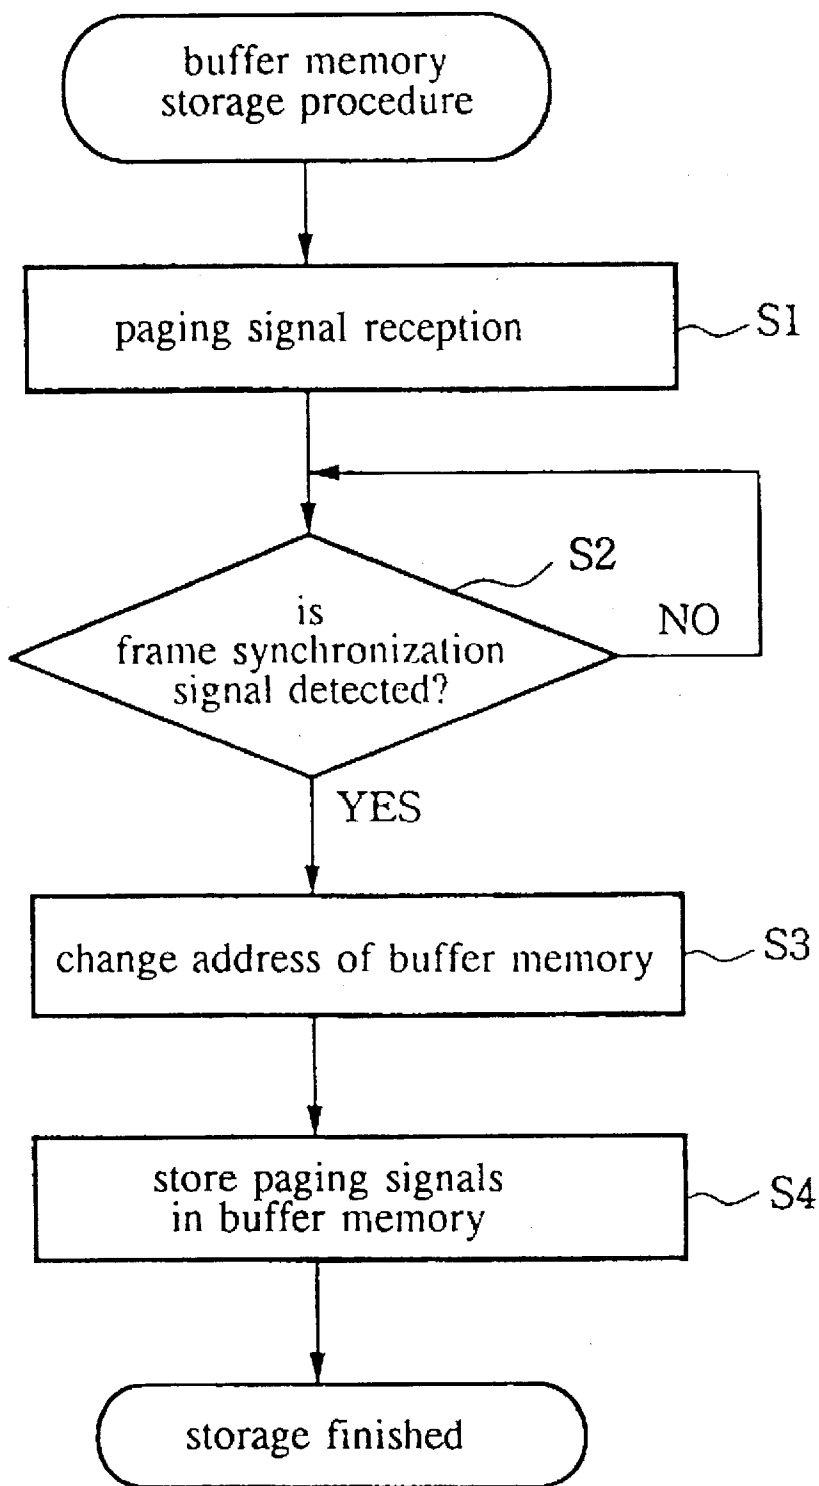 buffer memory
storage procedure
paging signal reception
S1
S2
is
frame synchronization
signal detected?
NO
YES
change address of buffer memory
S3
store paging signals
in buffer memory
S4
storage finished